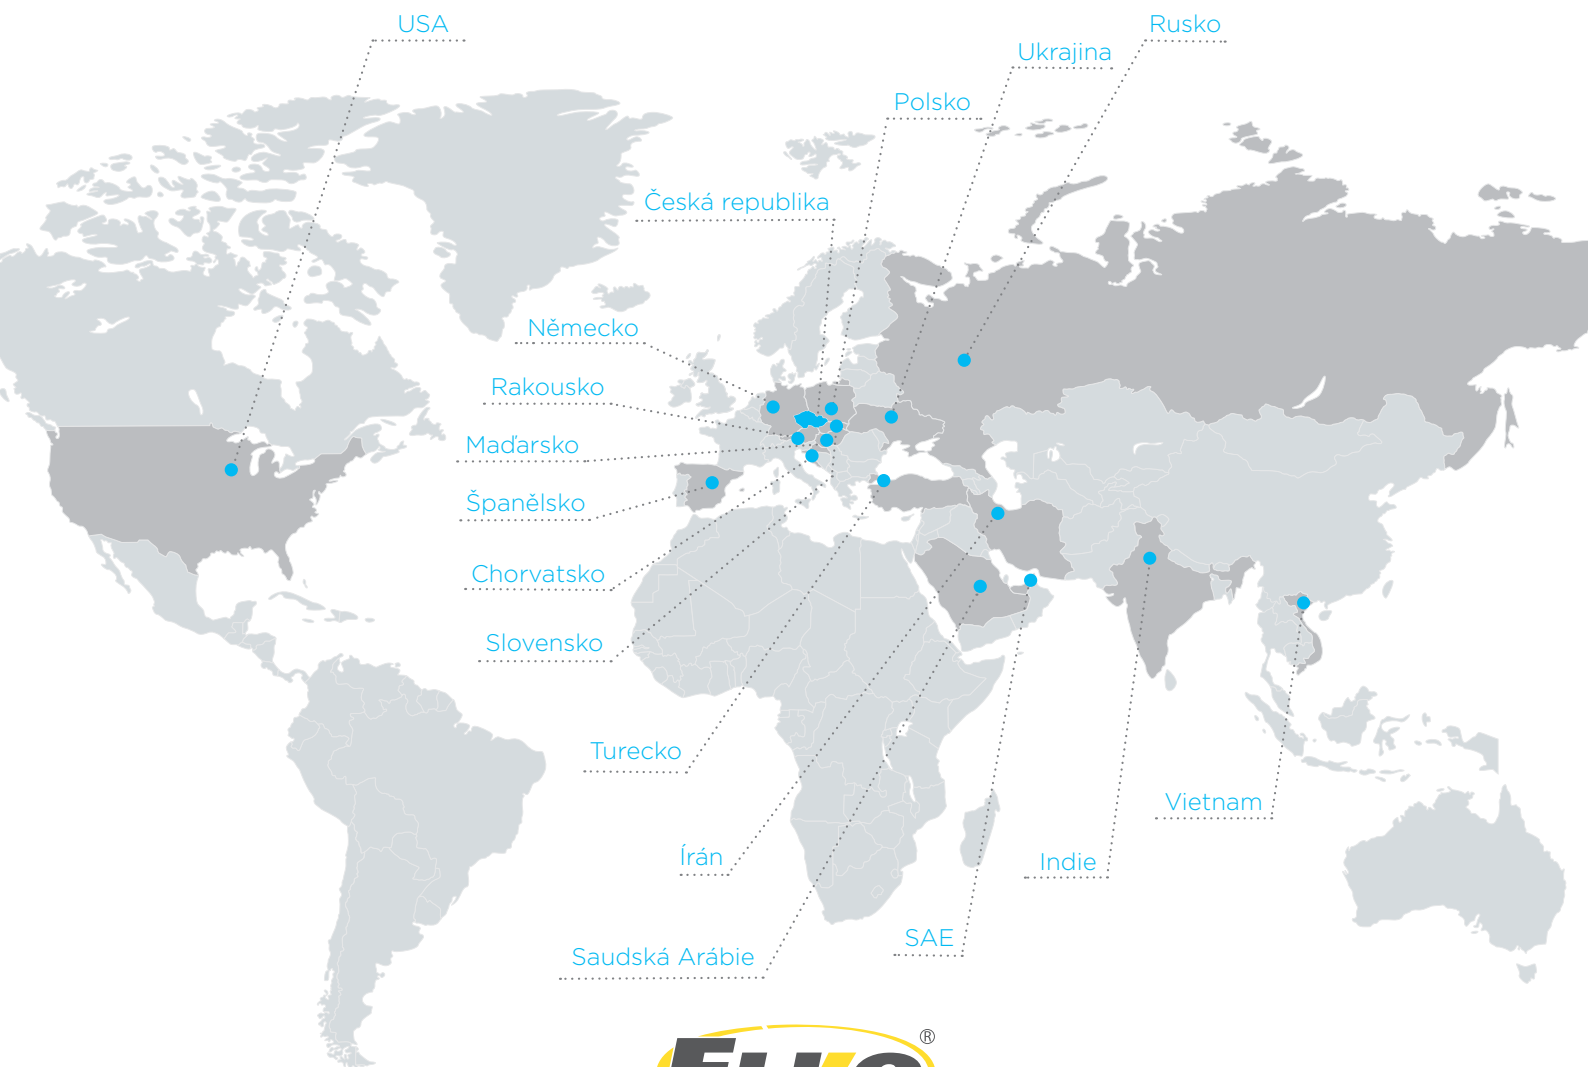 USA
Rusko
Ukrajina
Polsko
Česká republika
Německo
Rakousko
Maďarsko
Španělsko
Chorvatsko
Slovensko
Turecko
Vietnam
Írán
Indie
SAE
Saudská Arábie
®